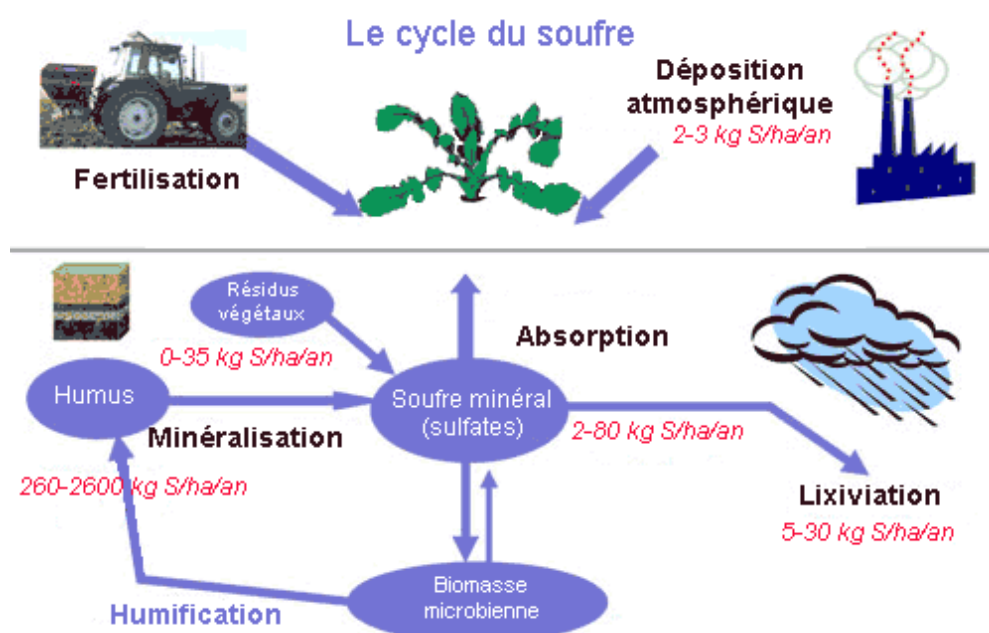 Le cycle du soufre
Déposition
atmosphérique
2-3 kg S/ha/an
Fertilisation
Résidus
végétaux
0-35 kg S/ha/an
Absorption
Humus
Soufre minéral
(sulfates)
Minéralisation
2-80 kg S/ha/an
260-2600 kg S/ha/an
Lixiviation
5-30 kg S/ha/an
Biomasse
microbienne
Humification